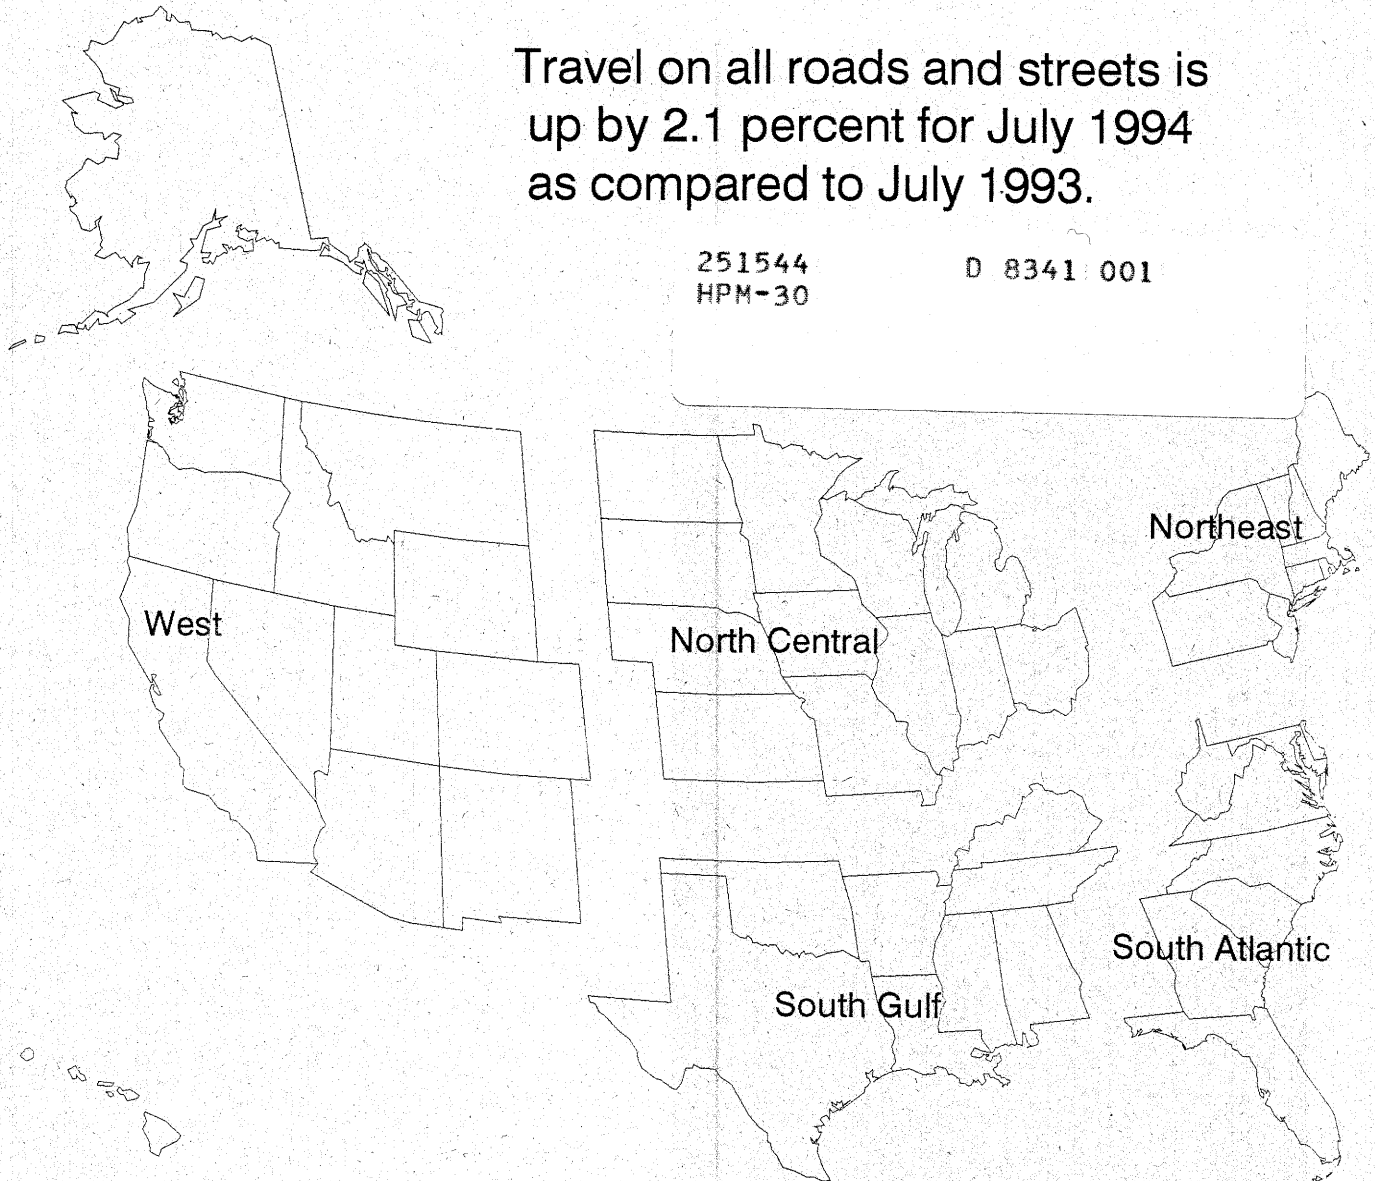 Travel on all roads and streets is
up by 2.1 percent for July 1994
as compared to July 1993.
251544 D 8341 001
HPM-30
Northeast
West
North Central
South Atlantic
South Gulf